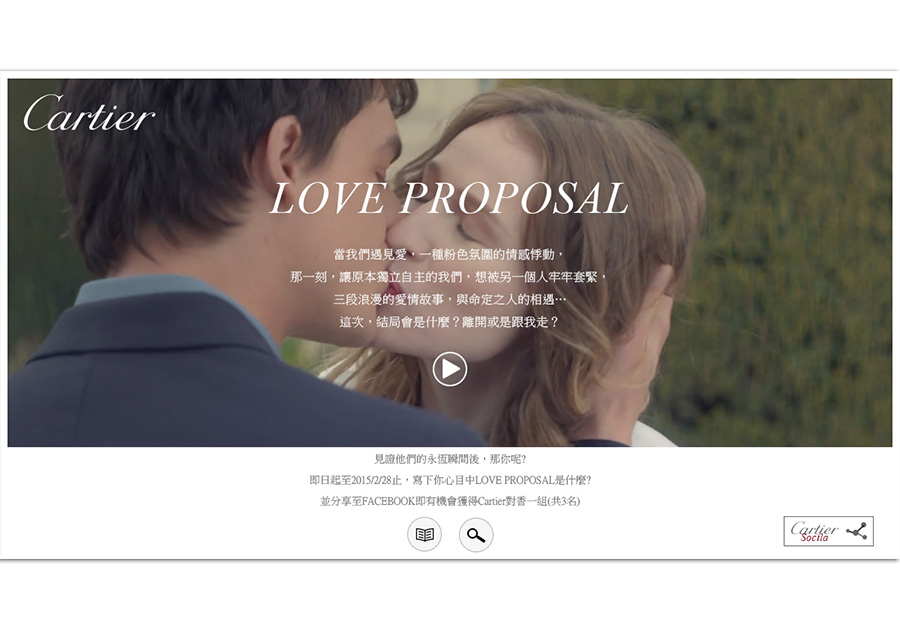 Cartier
LOVE PROPOSAL
當我們遇見愛，一種粉色氛圍的情感悸動，
那一刻，讓原本獨立自主的我們，想被另一個人牢牢套緊，
三段浪漫的愛情故事，與命定之人的相遇…
這次，結局會是什麼？離開或是跟我走？
見證他們的永恆瞬間後，那你呢?
即日起至2015/2/28止，寫下你心目中LOVE PROPOSAL是什麼?
並分享至FACEBOOK即有機會獲得Cartier對香一組(共3名)
Cartier
Socila